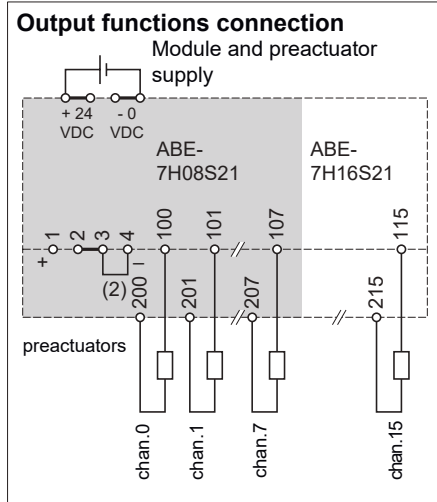 Output functions connection
Module and preactuator
supply
+ 24
VDC
- 0
VDC
ABE-
7H08S21
ABE-
7H16S21
1
2
3
4
100
101
107
115
+
(2)
–
200
201
207
215
preactuators
chan.0
chan.1
chan.7
chan.15